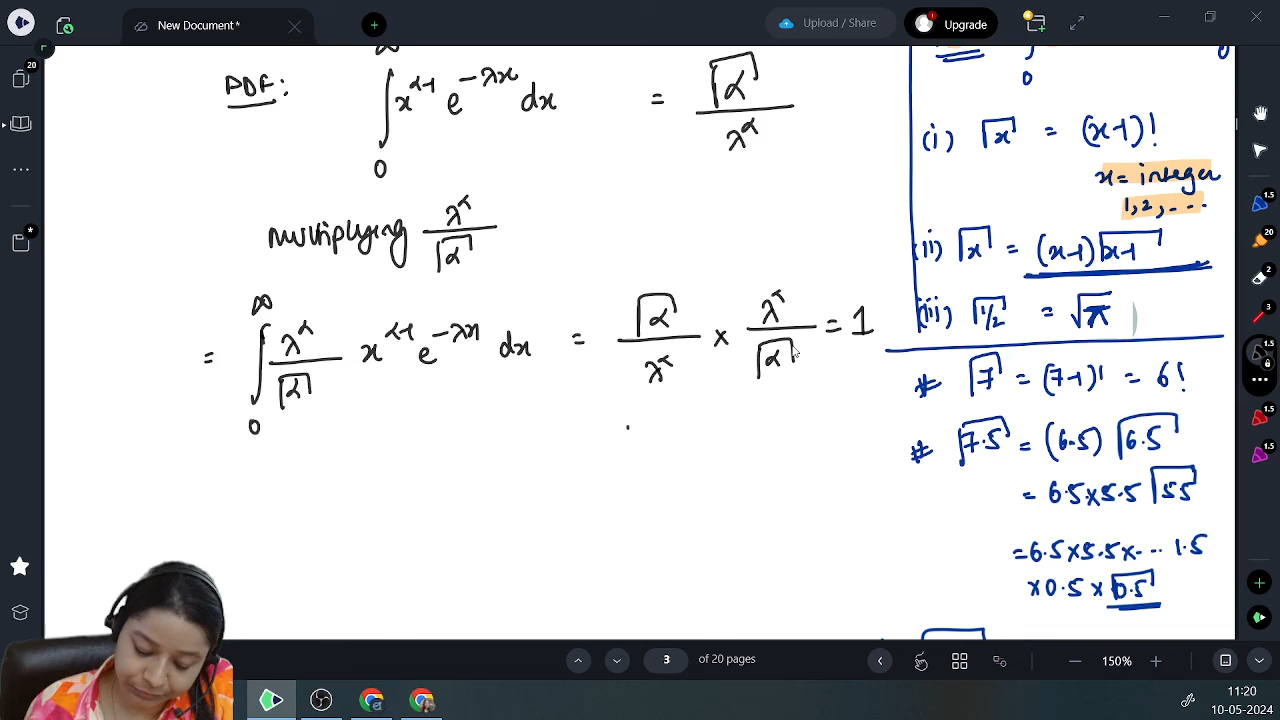 New Document*
Upload / Share
Upgrade
PDF: ∫₀^∞ x^(α-1) e^(-λx) dx = Γα / λ^α
multiplying λ^α / Γα
= ∫₀^∞ λ^α / Γα x^(α-1) e^(-λx) dx = Γα / λ^α × λ^α / Γα = 1
0
(i) Γx = (x-1)!
x = integer
1, 2, ...
(ii) Γx = (x-1) Γx-1
(iii) Γ1/2 = √π
* Γ7 = (7-1)! = 6!
* Γ7.5 = (6.5) Γ6.5
= 6.5×5.5 Γ5.5
= 6.5×5.5×... 1.5
×0.5 × Γ0.5
3 of 20 pages
150%
11:20
10-05-2024